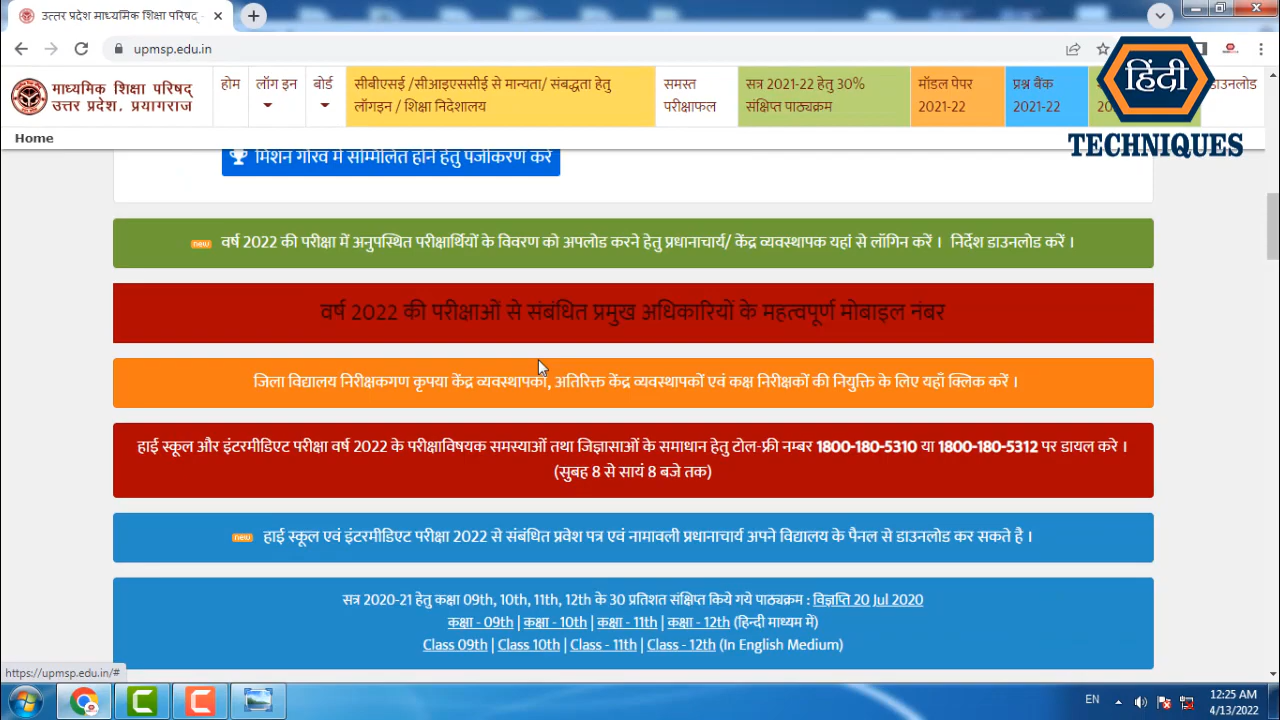 उत्तर प्रदेश माध्यमिक शिक्षा परिषद् -
upmsp.edu.in
माध्यमिक शिक्षा परिषद्
उत्तर प्रदेश, प्रयागराज
होम
लॉग इन
बोर्ड
सीबीएसई /सीआइएससीई से मान्यता/ संबद्धता हेतु
लॉगइन / शिक्षा निदेशालय
समस्त
परीक्षाफल
सत्र 2021-22 हेतु 30%
संक्षिप्त पाठ्यक्रम
मॉडल पेपर
2021-22
प्रश्न बैंक
2021-22
हिंदी
TECHNIQUES
Home
मिशन गौरव में सम्मिलित होने हेतु पंजीकरण करें
new वर्ष 2022 की परीक्षा में अनुपस्थित परीक्षार्थियों के विवरण को अपलोड करने हेतु प्रधानाचार्य/ केंद्र व्यवस्थापक यहां से लॉगिन करें । निर्देश डाउनलोड करें ।
वर्ष 2022 की परीक्षाओं से संबंधित प्रमुख अधिकारियों के महत्वपूर्ण मोबाइल नंबर
जिला विद्यालय निरीक्षकगण कृपया केंद्र व्यवस्थापकों, अतिरिक्त केंद्र व्यवस्थापकों एवं कक्ष निरीक्षकों की नियुक्ति के लिए यहाँ क्लिक करें ।
हाई स्कूल और इंटरमीडिएट परीक्षा वर्ष 2022 के परीक्षाविषयक समस्याओं तथा जिज्ञासाओं के समाधान हेतु टोल-फ्री नम्बर 1800-180-5310 या 1800-180-5312 पर डायल करे ।
(सुबह 8 से सायं 8 बजे तक)
new हाई स्कूल एवं इंटरमीडिएट परीक्षा 2022 से संबंधित प्रवेश पत्र एवं नामावली प्रधानाचार्य अपने विद्यालय के पैनल से डाउनलोड कर सकते है ।
सत्र 2020-21 हेतु कक्षा 09th, 10th, 11th, 12th के 30 प्रतिशत संक्षिप्त किये गये पाठ्यक्रम : विज्ञप्ति 20 Jul 2020
कक्षा - 09th | कक्षा - 10th | कक्षा - 11th | कक्षा - 12th (हिन्दी माध्यम में)
Class 09th | Class 10th | Class - 11th | Class - 12th (In English Medium)
https://upmsp.edu.in/#
EN
12:25 AM
4/13/2022